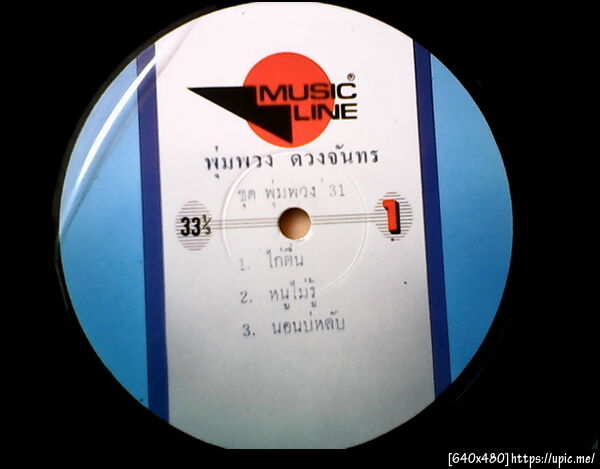 MUSIC®
LINE
พุ่มพวง ดวงจันทร
ชุด พุ่มพวง '31
33⅓
1
1. ไก่ตื่น
2. หนูไม่รู้
3. นอนบ่หลับ
[640x480]https://upic.me/